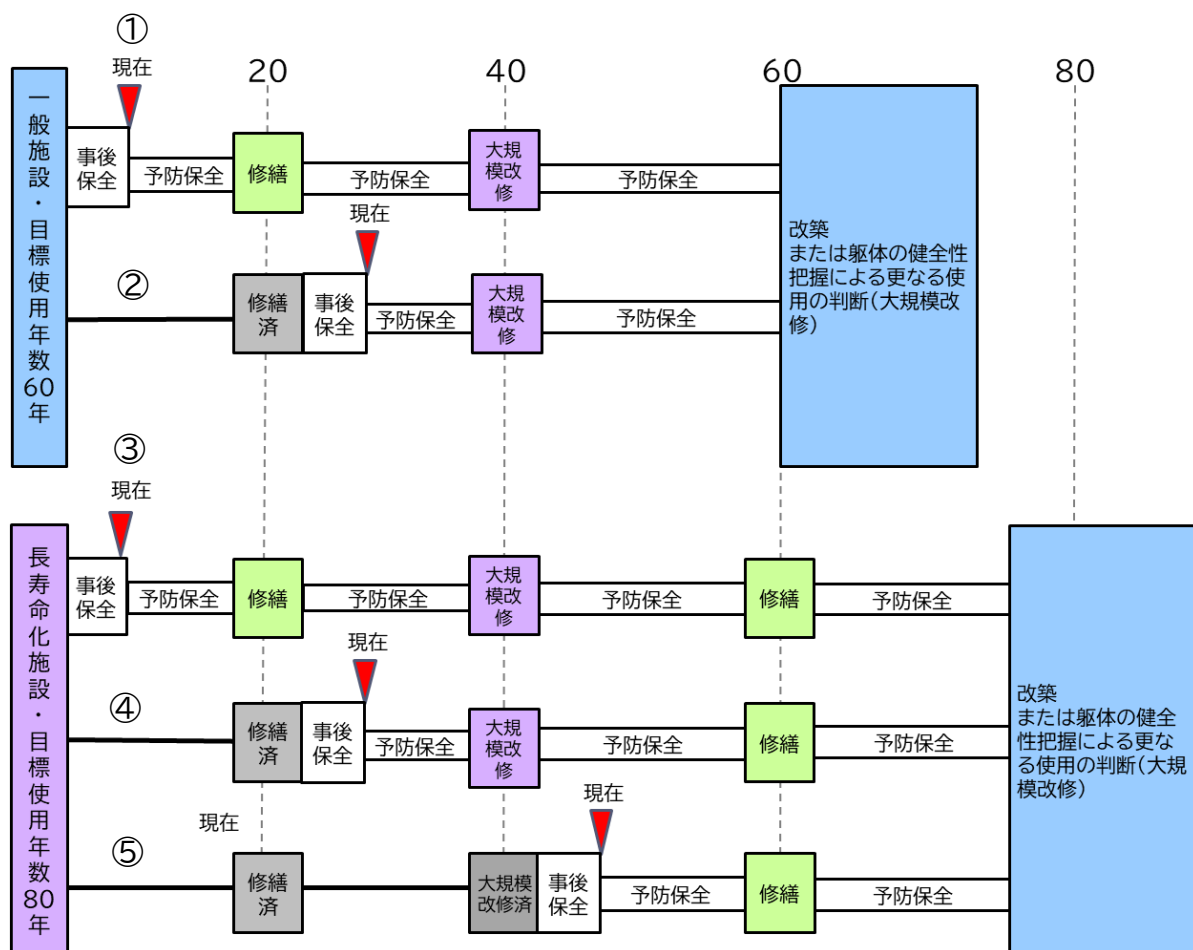 ①
現在
20
40
60
80
一般施設・目標使用年数60年
事後
保全
予防保全
修繕
予防保全
大規
模改
修
予防保全
現在
②
修繕
済
事後
保全
予防保全
大規
模改
修
予防保全
改築
または躯体の健全性
把握による更なる使
用の判断(大規模改
修)
③
現在
長寿命化施設・目標使用年数80年
事後
保全
予防保全
修繕
予防保全
大規
模改
修
予防保全
修繕
予防保全
現在
④
修繕
済
事後
保全
予防保全
大規
模改
修
予防保全
修繕
予防保全
改築
または躯体の健全
性把握による更な
る使用の判断(大規
模改修)
現在
現在
⑤
修繕
済
大規模
改修済
事後
保全
予防保全
修繕
予防保全